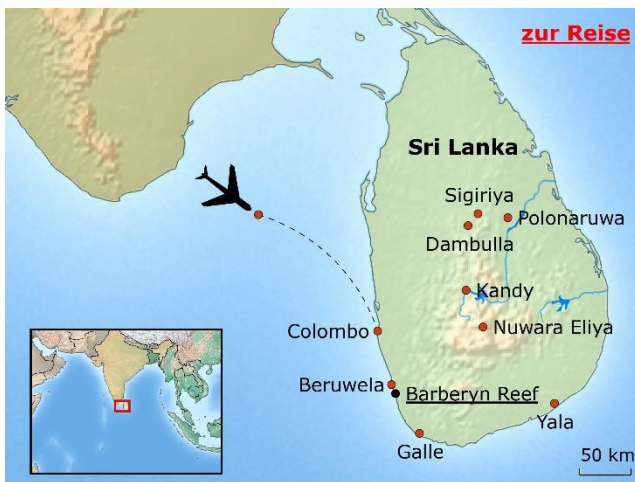 zur Reise
Sri Lanka
Sigiriya
Polonaruwa
Dambulla
Kandy
Colombo
Nuwara Eliya
Beruwela
Barberyn Reef
Yala
Galle
50 km